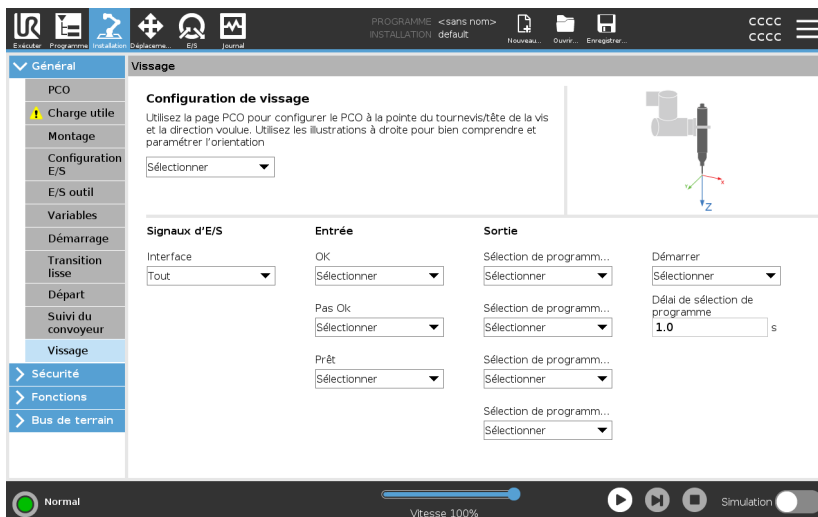 UR
Exécuter
Programme
Installation
Déplaceme...
E/S
Journal
PROGRAMME <sans nom>
INSTALLATION default
Nouveau...
Ouvrir...
Enregistrer...
CCCC
CCCC
Général
PCO
Charge utile
Montage
Configuration
E/S
E/S outil
Variables
Démarrage
Transition
lisse
Départ
Suivi du
convoyeur
Vissage
Sécurité
Fonctions
Bus de terrain
Vissage
Configuration de vissage
Utilisez la page PCO pour configurer le PCO à la pointe du tournevis/tête de la vis
et la direction voulue. Utilisez les illustrations à droite pour bien comprendre et
paramétrer l'orientation
Sélectionner
Y
X
Z
Signaux d'E/S
Interface
Tout
Entrée
OK
Sélectionner
Pas Ok
Sélectionner
Prêt
Sélectionner
Sortie
Sélection de programm...
Sélectionner
Sélection de programm...
Sélectionner
Sélection de programm...
Sélectionner
Sélection de programm...
Sélectionner
Démarrer
Sélectionner
Délai de sélection de
programme
1.0 s
Normal
Vitesse 100%
Simulation